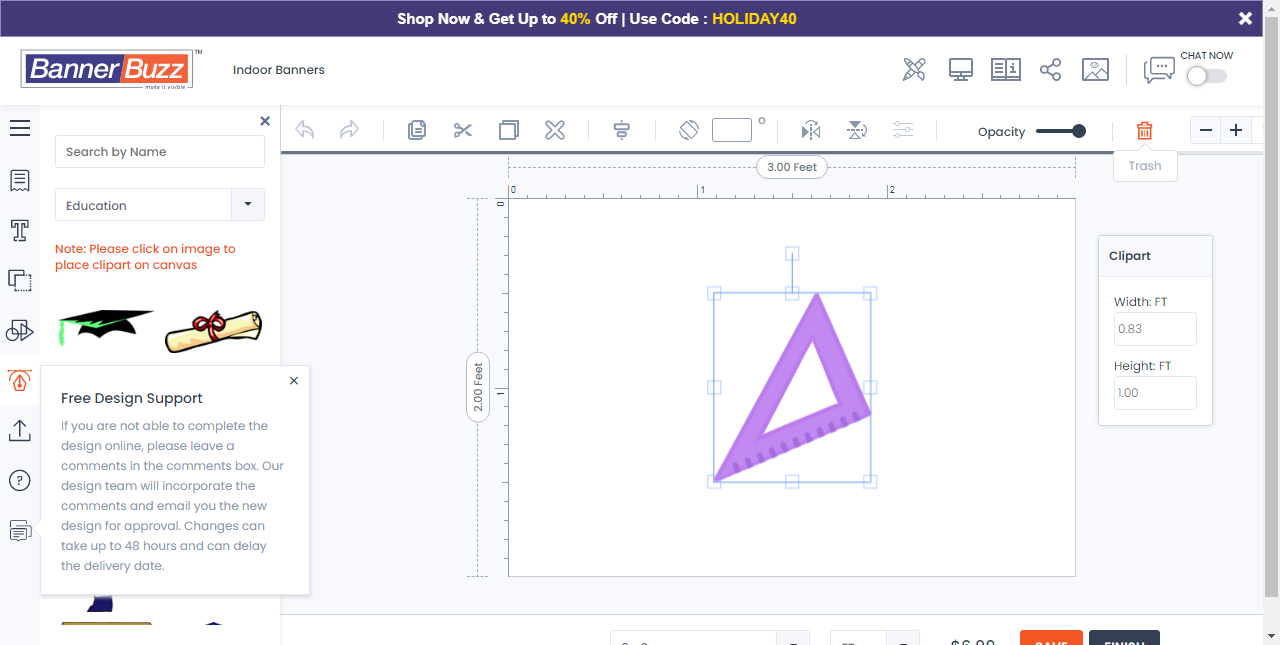 Shop Now & Get Up to 40% Off | Use Code : HOLIDAY40
BannerBuzz™
make it visible
Indoor Banners
CHAT NOW
Search by Name
Education
Note: Please click on image to
place clipart on canvas
Free Design Support
If you are not able to complete the
design online, please leave a
comments in the comments box. Our
design team will incorporate the
comments and email you the new
design for approval. Changes can
take up to 48 hours and can delay
the delivery date.
Opacity
Trash
3.00 Feet
0 1 2
0
2.00 Feet
1
Clipart
Width: FT
0.83
Height: FT
1.00